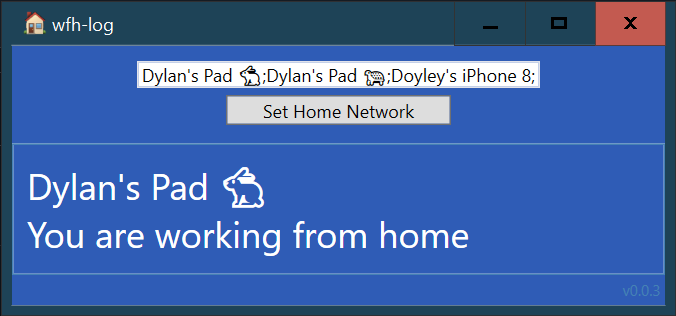 wfh-log
Dylan's Pad 🐇;Dylan's Pad 🐅;Doyley's iPhone 8;
Set Home Network
Dylan's Pad 🐇
You are working from home
v0.0.3